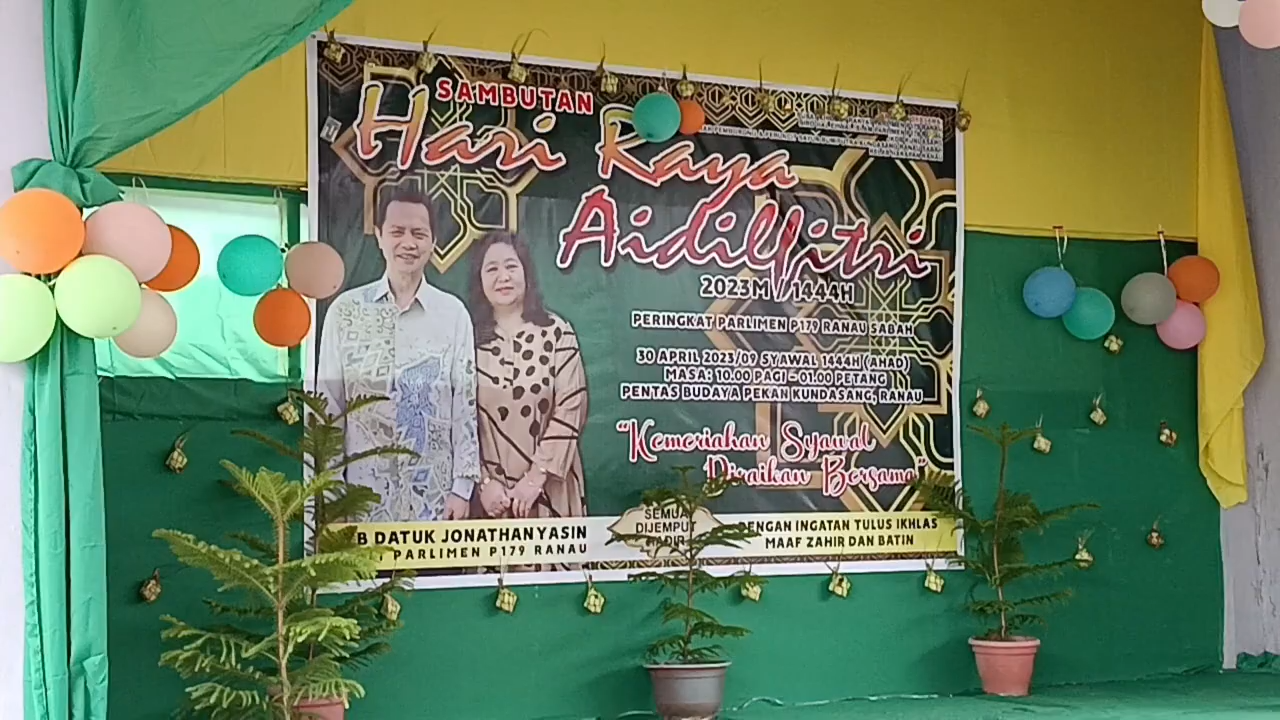 SAMBUTAN
Hari Raya
Aidilfitri
2023M / 1444H
PERINGKAT PARLIMEN P179 RANAU SABAH
30 APRIL 2023/09 SYAWAL 1444H (AHAD)
MASA: 10.00 PAGI - 01.00 PETANG
PENTAS BUDAYA PEKAN KUNDASANG, RANAU
"Kemeriahan Syawal
Diraikan Bersama"
B DATUK JONATHANYASIN
PARLIMEN P179 RANAU
SEMUA
DIJEMPUT
HADIR
DENGAN INGATAN TULUS IKHLAS
MAAF ZAHIR DAN BATIN